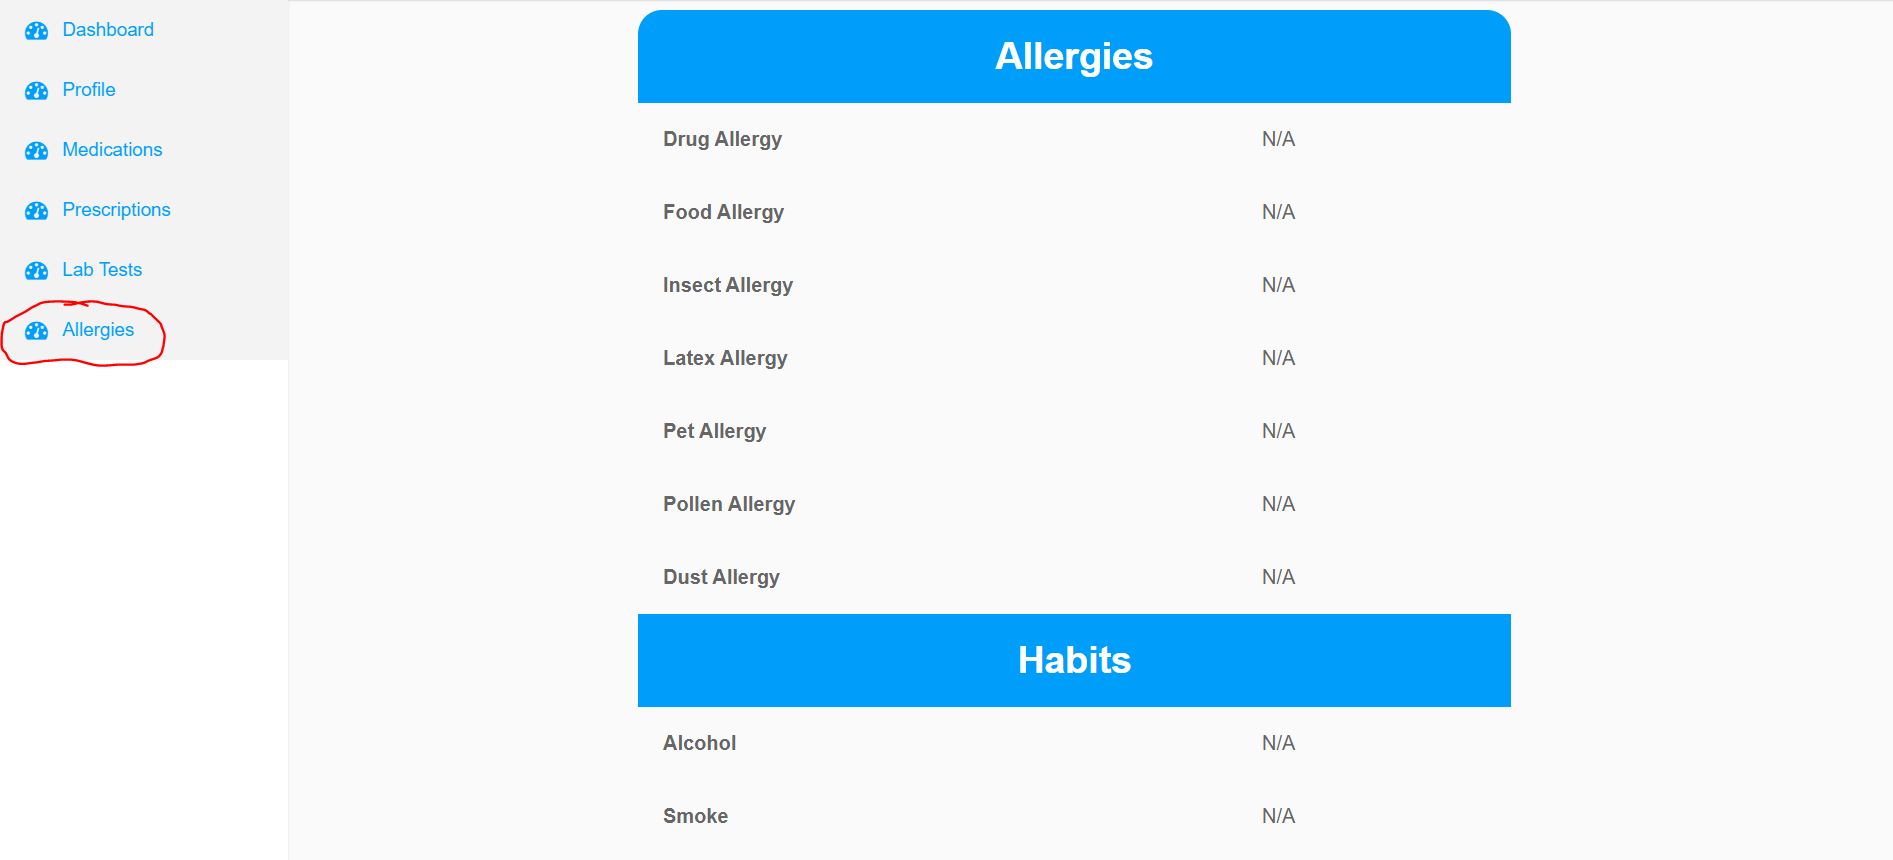 Dashboard
Profile
Medications
Prescriptions
Lab Tests
Allergies
Allergies
Drug Allergy N/A
Food Allergy N/A
Insect Allergy N/A
Latex Allergy N/A
Pet Allergy N/A
Pollen Allergy N/A
Dust Allergy N/A
Habits
Alcohol N/A
Smoke N/A